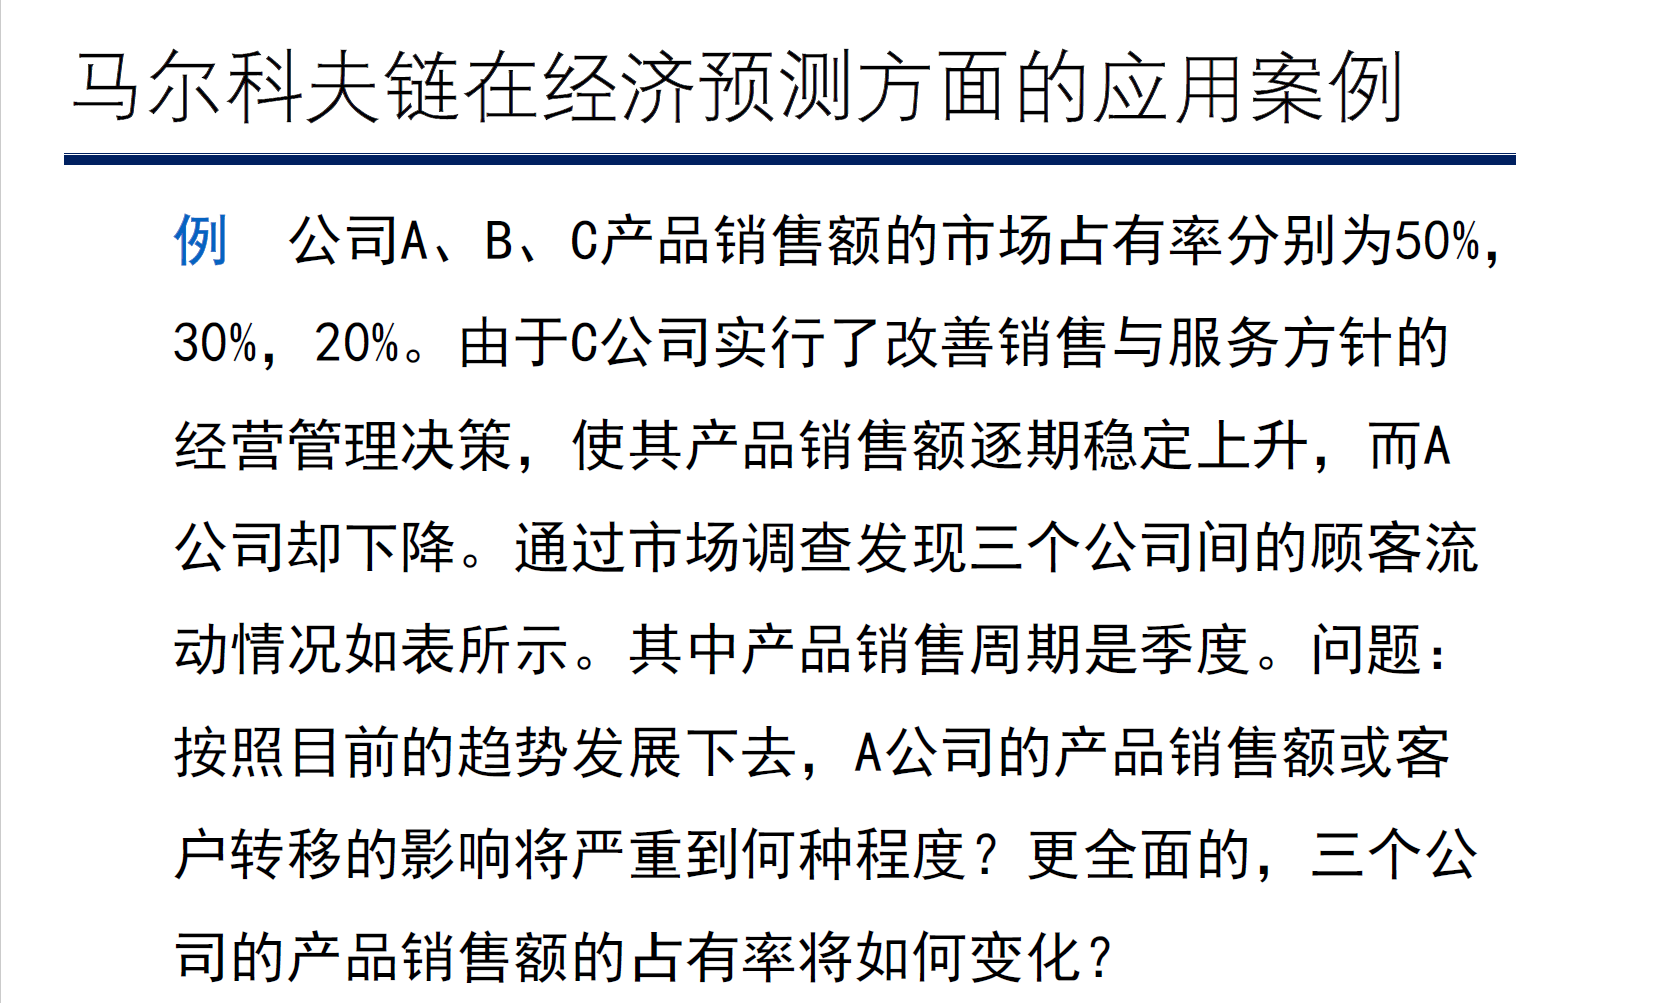 马尔科夫链在经济预测方面的应用案例
例 公司A、B、C产品销售额的市场占有率分别为50%，
30%，20%。由于C公司实行了改善销售与服务方针的
经营管理决策，使其产品销售额逐期稳定上升，而A
公司却下降。通过市场调查发现三个公司间的顾客流
动情况如表所示。其中产品销售周期是季度。问题：
按照目前的趋势发展下去，A公司的产品销售额或客
户转移的影响将严重到何种程度？更全面的，三个公
司的产品销售额的占有率将如何变化？